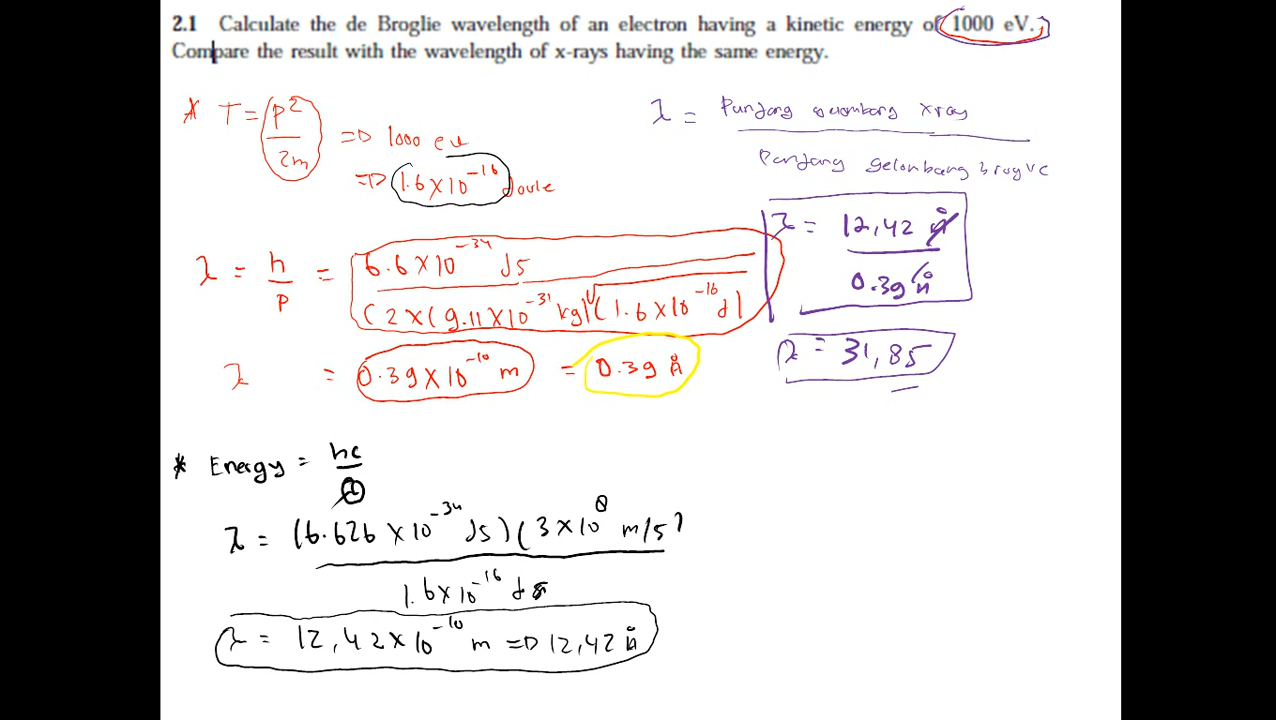 2.1 Calculate the de Broglie wavelength of an electron having a kinetic energy of 1000 eV.
Compare the result with the wavelength of x-rays having the same energy.
* T = p²/2m => 1000 ev
=> 1.6 x 10⁻¹⁶ Joule
λ = h/p = 6.6 x 10⁻³⁴ Js / √(2 x (9.11 x 10⁻³¹ kg)(1.6 x 10⁻¹⁶ J)
λ = 0.39 x 10⁻¹⁰ m = 0.39 Å
* Energy = hc/λ
λ = (6.626 x 10⁻³⁴ Js)(3 x 10⁸ m/s)
1.6 x 10⁻¹⁶ J
λ = 12,42 x 10⁻¹⁰ m => 12,42 Å
λ = Panjang gelombang xray
Panjang gelombang
λ = 12,42 Å
0.39 Å
λ = 31,85